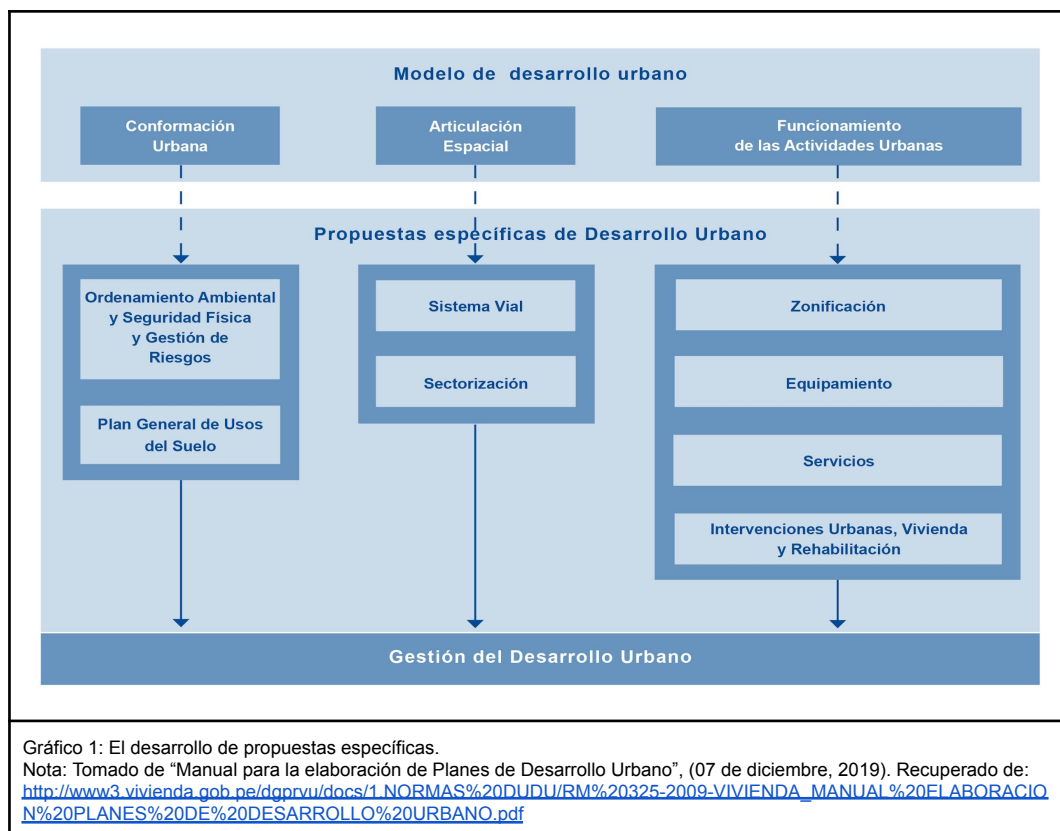 Modelo de desarrollo urbano
Conformación
Urbana
Articulación
Espacial
Funcionamiento
de las Actividades Urbanas
Propuestas específicas de Desarrollo Urbano
Ordenamiento Ambiental
y Seguridad Física
y Gestión de
Riesgos
Plan General de Usos
del Suelo
Sistema Vial
Sectorización
Zonificación
Equipamiento
Servicios
Intervenciones Urbanas, Vivienda
y Rehabilitación
Gestión del Desarrollo Urbano
Gráfico 1: El desarrollo de propuestas específicas.
Nota: Tomado de “Manual para la elaboración de Planes de Desarrollo Urbano”, (07 de diciembre, 2019). Recuperado de:
http://www3.vivienda.gob.pe/dgprvu/docs/1.NORMAS%20DUDU/RM%20325-2009-VIVIENDA_MANUAL%20ELABORACIO
N%20PLANES%20DE%20DESARROLLO%20URBANO.pdf